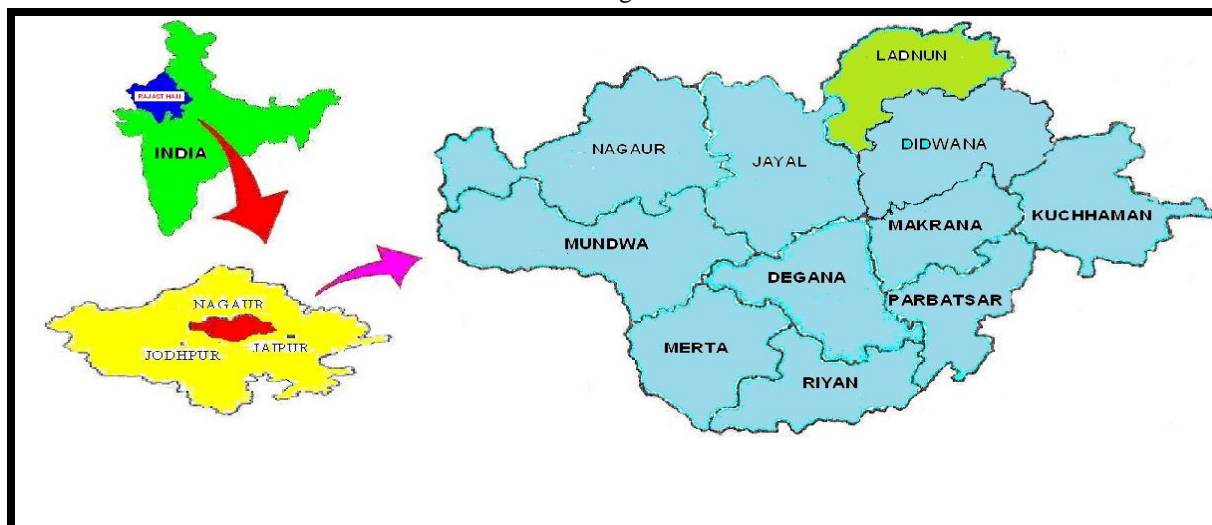 RAJASTHAN
INDIA
NAGAUR
JODHPUR
JAIPUR
LADNUN
NAGAUR
JAYAL
DIDWANA
MUNDWA
MAKRANA
KUCHHAMAN
DEGANA
PARBATSAR
MERTA
RIYAN